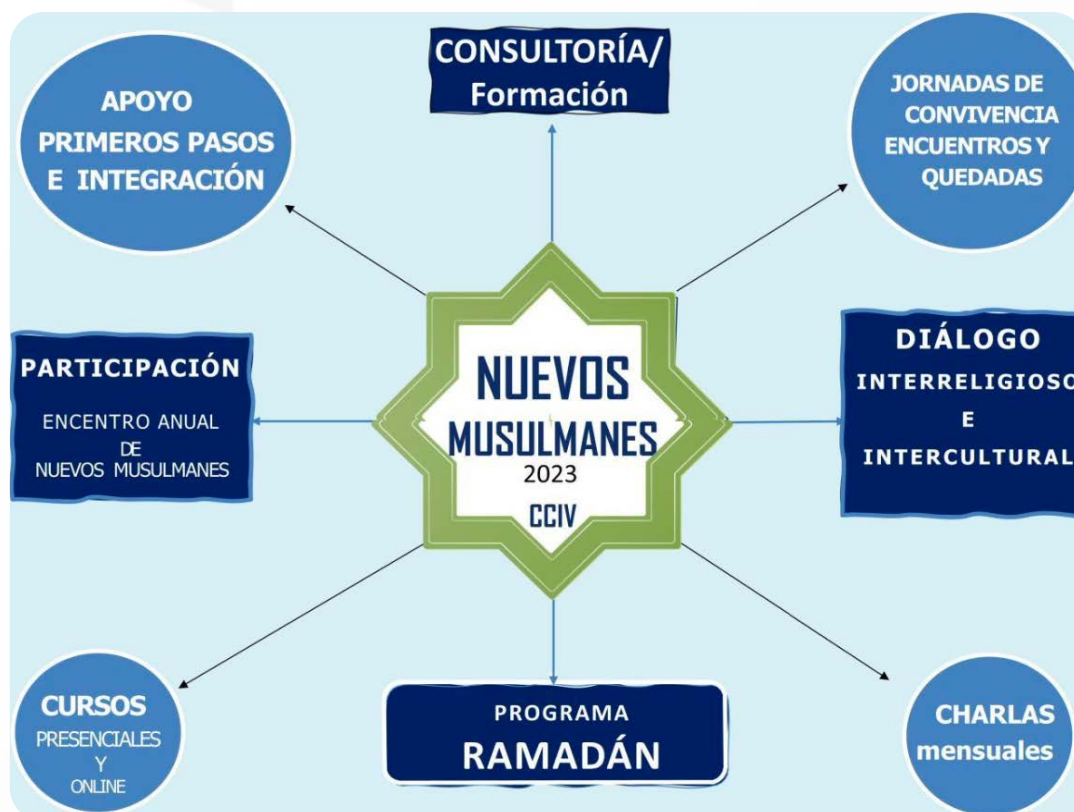 APOYO
PRIMEROS PASOS
E INTEGRACIÓN
CONSULTORÍA/
Formación
JORNADAS DE
CONVIVENCIA
ENCUENTROS Y
QUEDADAS
PARTICIPACIÓN
ENCENTRO ANUAL
DE
NUEVOS MUSULMANES
NUEVOS
MUSULMANES
2023
CCIV
DIÁLOGO
INTERRELIGIOSO
E
INTERCULTURAL
CURSOS
PRESENCIALES
Y
ONLINE
PROGRAMA
RAMADÁN
CHARLAS
mensuales